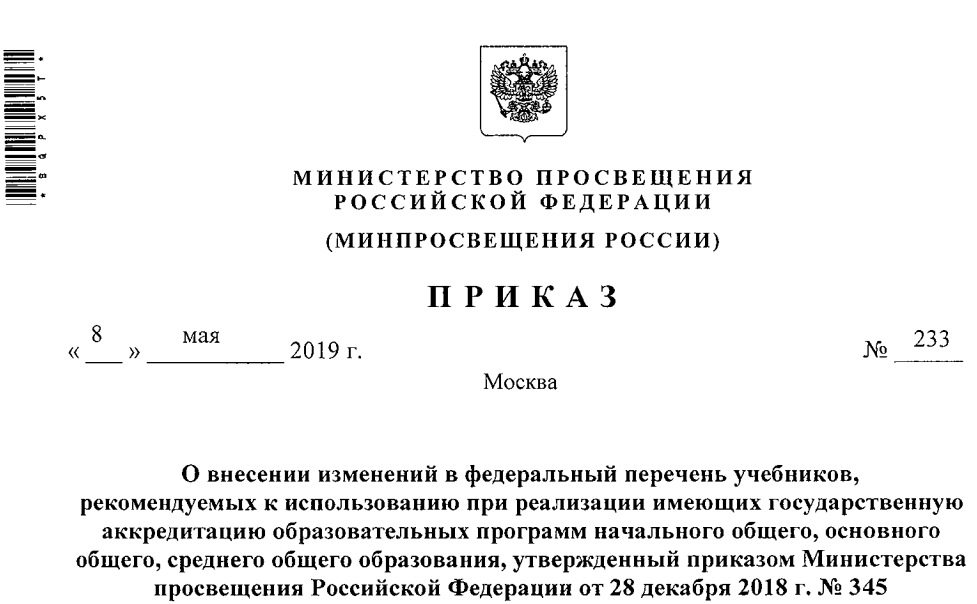 *BQPX5T*
МИНИСТЕРСТВО ПРОСВЕЩЕНИЯ
РОССИЙСКОЙ ФЕДЕРАЦИИ
(МИНПРОСВЕЩЕНИЯ РОССИИ)
ПРИКАЗ
« 8 » мая 2019 г. № 233
Москва
О внесении изменений в федеральный перечень учебников,
рекомендуемых к использованию при реализации имеющих государственную
аккредитацию образовательных программ начального общего, основного
общего, среднего общего образования, утвержденный приказом Министерства
просвещения Российской Федерации от 28 декабря 2018 г. № 345